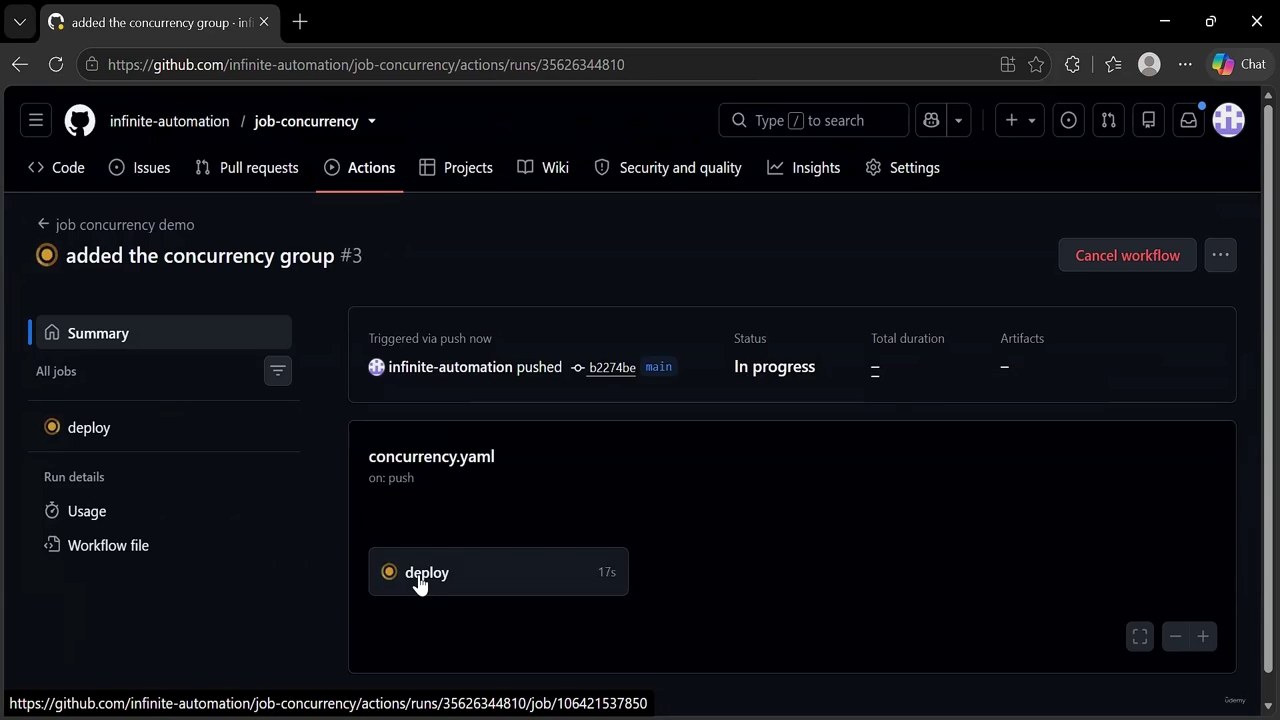 added the concurrency group · inf
https://github.com/infinite-automation/job-concurrency/actions/runs/35626344810
Chat
infinite-automation / job-concurrency
Type / to search
Code
Issues
Pull requests
Actions
Projects
Wiki
Security and quality
Insights
Settings
job concurrency demo
added the concurrency group #3
Cancel workflow
Summary
All jobs
deploy
Run details
Usage
Workflow file
Triggered via push now
infinite-automation pushed b2274be main
Status
In progress
Total duration
–
Artifacts
–
concurrency.yaml
on: push
deploy 17s
https://github.com/infinite-automation/job-concurrency/actions/runs/35626344810/job/106421537850
Udemy